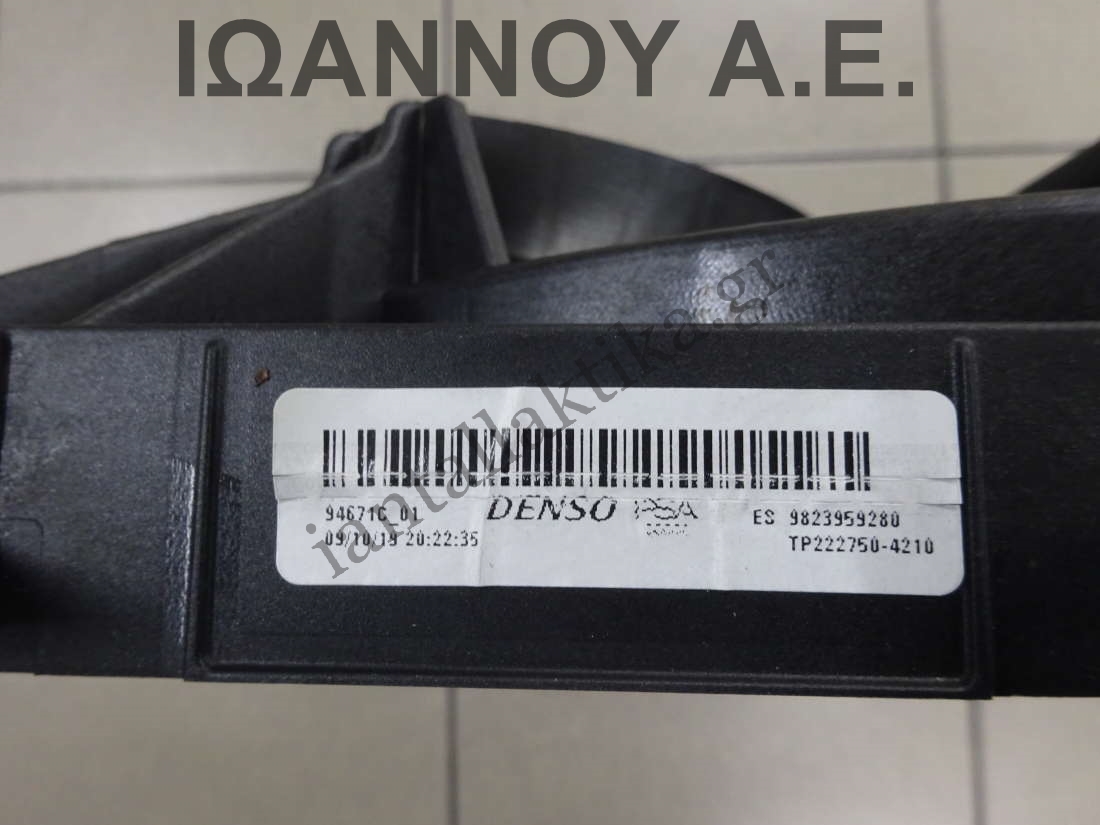 ΙΩΑΝΝΟΥ Α.Ε.
iantallaktika.gr
94671C 01 DENSO PSA ES 9823959280
09/10/19 20:22:35 TP222750-4210